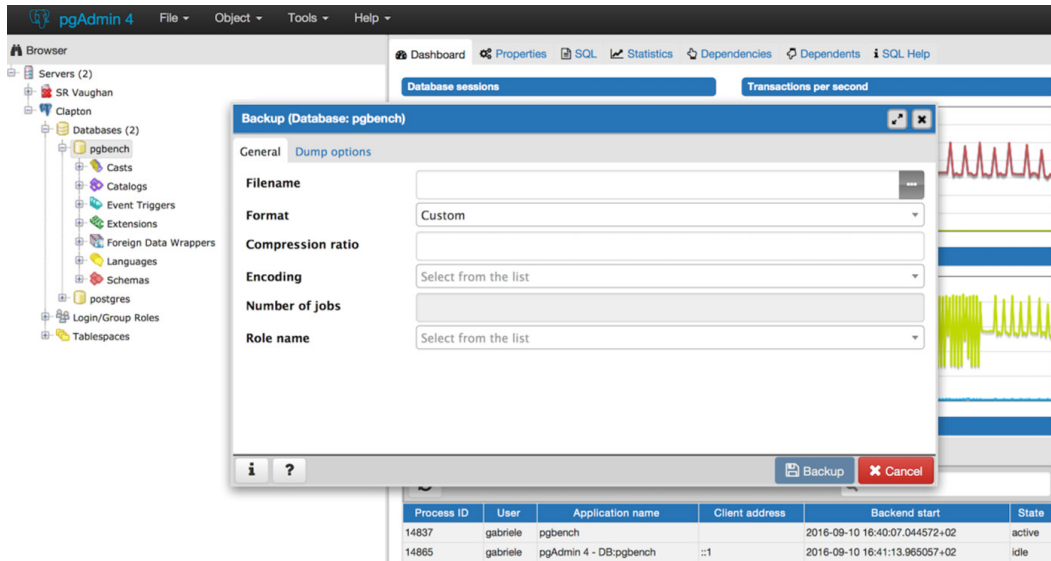 pgAdmin 4 File Object Tools Help
Browser
Dashboard Properties SQL Statistics Dependencies Dependents SQL Help
Servers (2)
SR Vaughan
Clapton
Databases (2)
pgbench
Casts
Catalogs
Event Triggers
Extensions
Foreign Data Wrappers
Languages
Schemas
postgres
Login/Group Roles
Tablespaces
Database sessions Transactions per second
Backup (Database: pgbench)
General Dump options
Filename
Format Custom
Compression ratio
Encoding Select from the list
Number of jobs
Role name Select from the list
i ? Backup Cancel
Process ID User Application name Client address Backend start State
14837 gabriele pgbench 2016-09-10 16:40:07.044572+02 active
14865 gabriele pgAdmin 4 - DB:pgbench ::1 2016-09-10 16:41:13.965057+02 idle